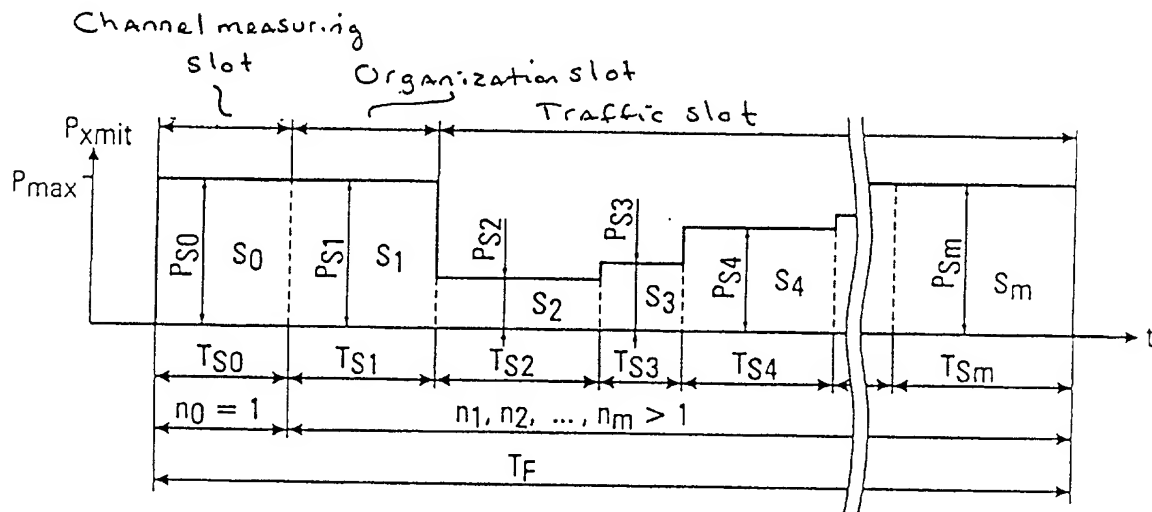 Channel measuring
slot
Organization slot
Traffic slot
Pxmit
Pmax
PS0
S0
PS1
S1
PS2
S2
PS3
S3
PS4
S4
PSm
Sm
t
TS0
TS1
TS2
TS3
TS4
TSm
n0 = 1
n1, n2, ..., nm > 1
TF